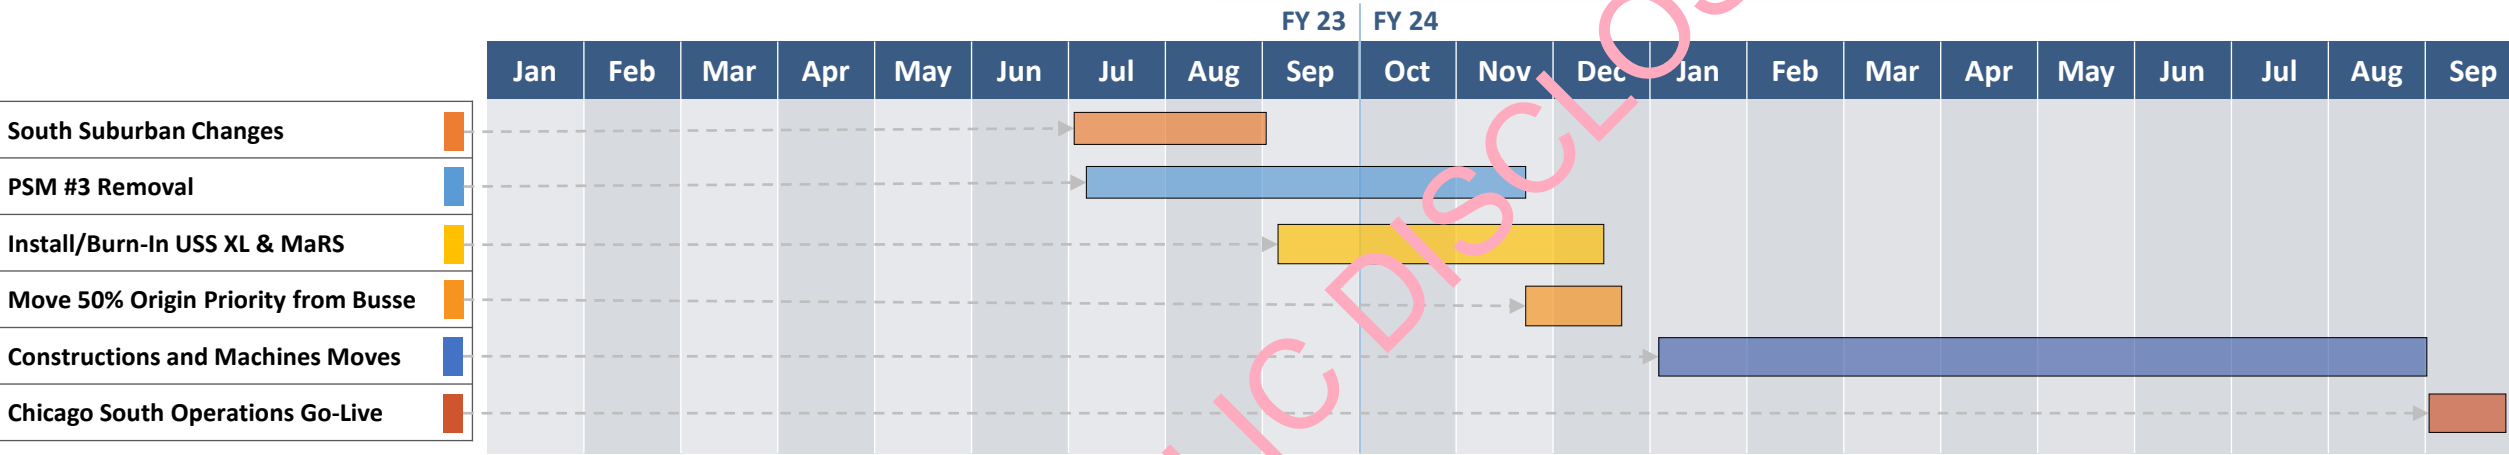 FY 23 FY 24
Jan Feb Mar Apr May Jun Jul Aug Sep Oct Nov Dec Jan Feb Mar Apr May Jun Jul Aug Sep
South Suburban Changes
PSM #3 Removal
Install/Burn-In USS XL & MaRS
Move 50% Origin Priority from Busse
Constructions and Machines Moves
Chicago South Operations Go-Live
IC DISCLOS